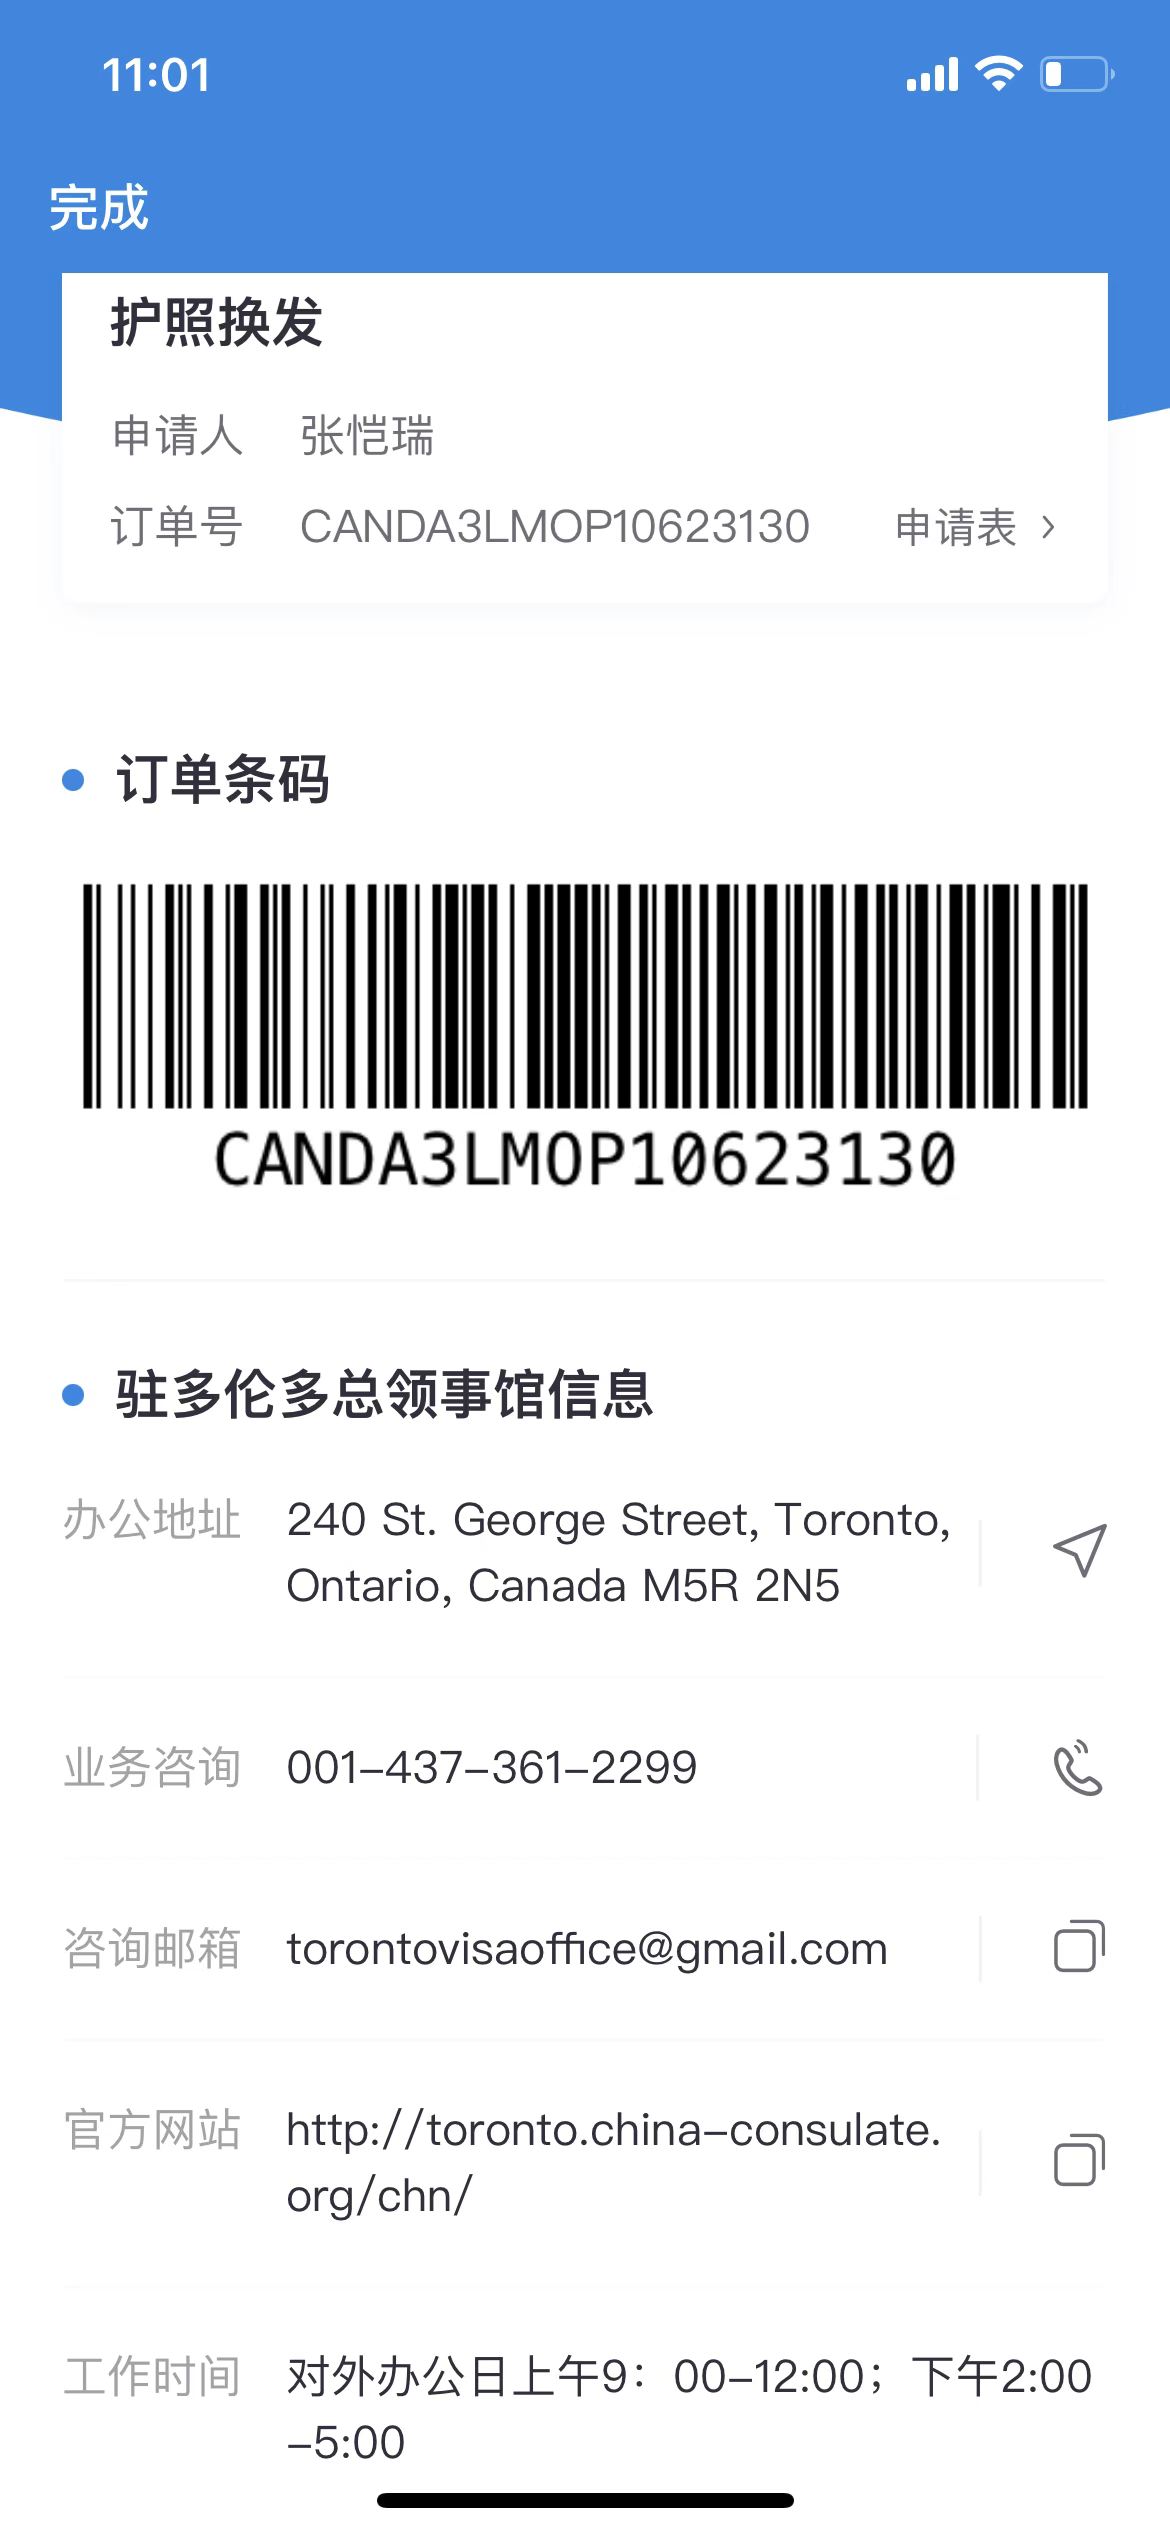 11:01
完成
护照换发
申请人 张恺瑞
订单号 CANDA3LMOP10623130 申请表
订单条码
CANDA3LMOP10623130
驻多伦多总领事馆信息
办公地址 240 St. George Street, Toronto,
Ontario, Canada M5R 2N5
业务咨询 001-437-361-2299
咨询邮箱 torontovisaoffice@gmail.com
官方网站 http://toronto.china-consulate.
org/chn/
工作时间 对外办公日上午9：00-12:00；下午2:00
-5:00